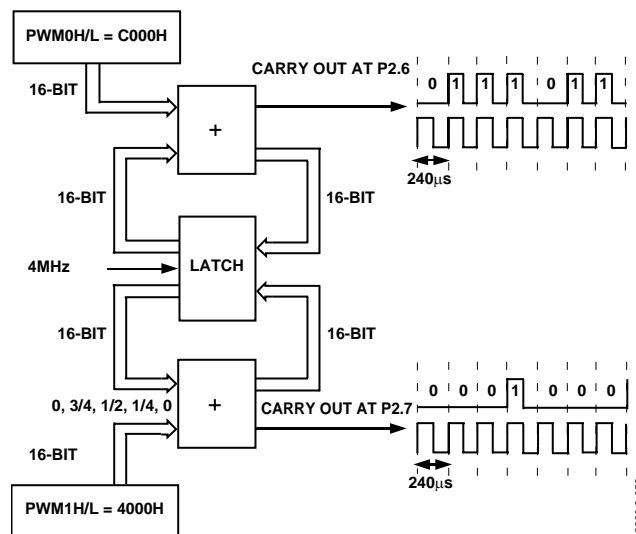 PWM0H/L = C000H
16-BIT
CARRY OUT AT P2.6
0 1 1 1 0 1 1
+
240μs
16-BIT
16-BIT
4MHz
LATCH
16-BIT
16-BIT
0, 3/4, 1/2, 1/4, 0
+
CARRY OUT AT P2.7
0 0 0 1 0 0 0
16-BIT
240μs
PWM1H/L = 4000H